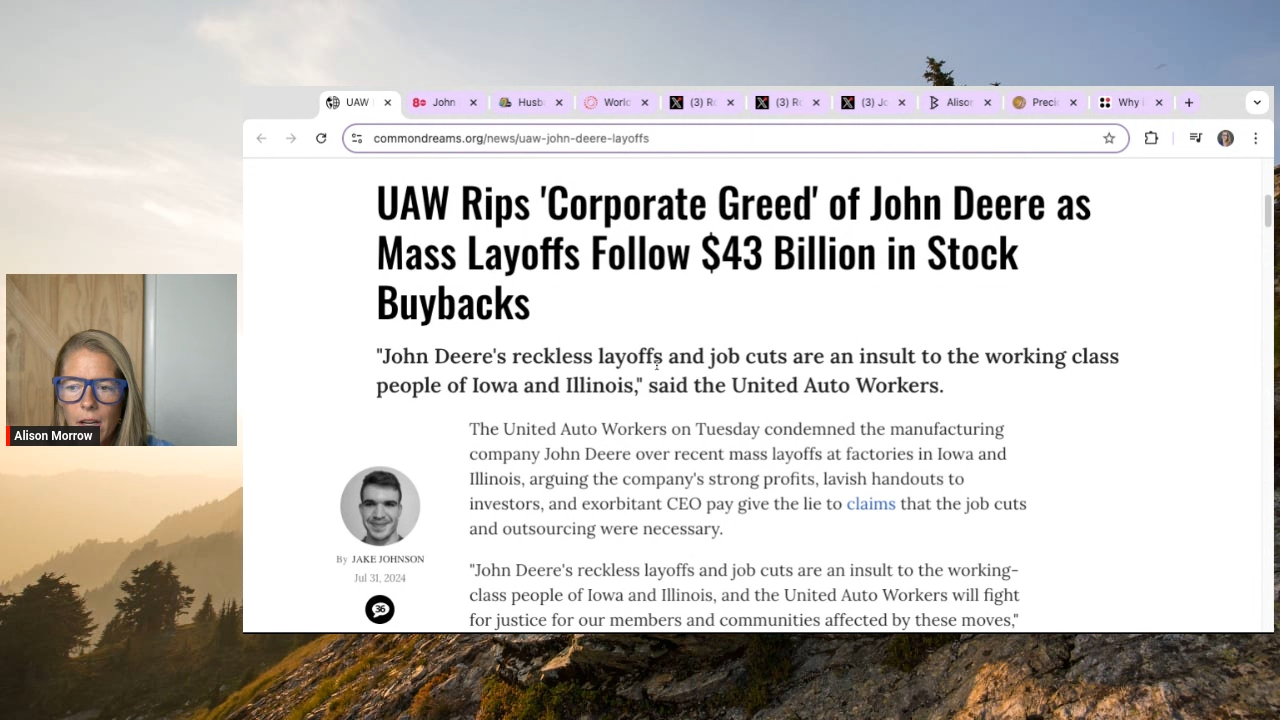 UAW
John
Husb
World
(3) Ro
(3) Ro
(3) Jo
Alison
Preci
Why
commondreams.org/news/uaw-john-deere-layoffs
UAW Rips 'Corporate Greed' of John Deere as
Mass Layoffs Follow $43 Billion in Stock
Buybacks
"John Deere's reckless layoffs and job cuts are an insult to the working class
people of Iowa and Illinois," said the United Auto Workers.
The United Auto Workers on Tuesday condemned the manufacturing
company John Deere over recent mass layoffs at factories in Iowa and
Illinois, arguing the company's strong profits, lavish handouts to
investors, and exorbitant CEO pay give the lie to claims that the job cuts
and outsourcing were necessary.
By JAKE JOHNSON
Jul 31, 2024
36
"John Deere's reckless layoffs and job cuts are an insult to the working-
class people of Iowa and Illinois, and the United Auto Workers will fight
for justice for our members and communities affected by these moves,"
Alison Morrow